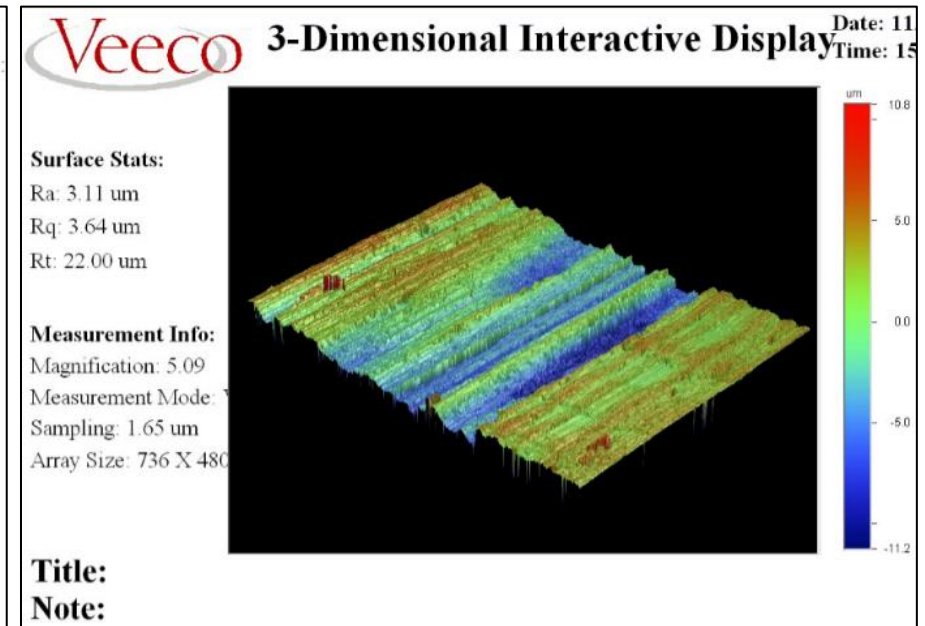 Veeco
3-Dimensional Interactive Display
Date: 11
Time: 15
um
10.8
5.0
0.0
-5.0
-11.2
Surface Stats:
Ra: 3.11 um
Rq: 3.64 um
Rt: 22.00 um
Measurement Info:
Magnification: 5.09
Measurement Mode:
Sampling: 1.65 um
Array Size: 736 X 480
Title:
Note: